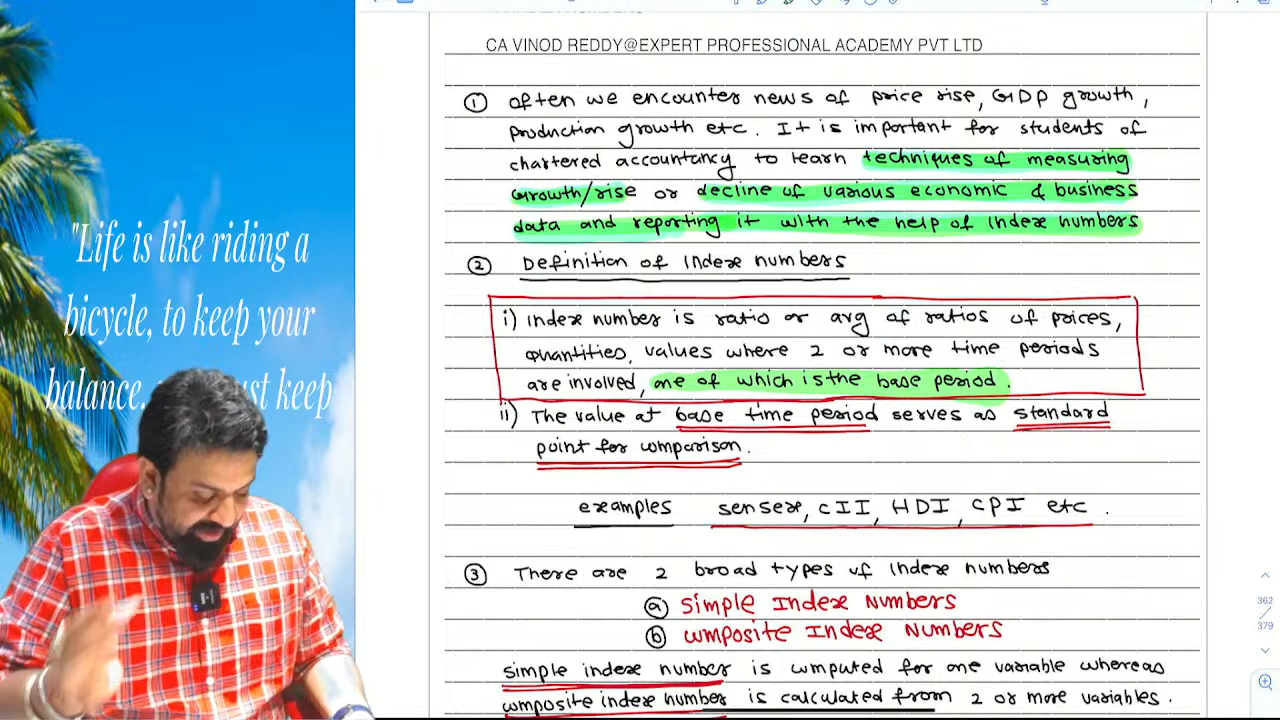 CA VINOD REDDY@EXPERT PROFESSIONAL ACADEMY PVT LTD
① Often we encounter news of price rise, GDP growth,
production growth etc. It is important for students of
chartered accountancy to learn techniques of measuring
Growth/rise or decline of various economic & business
data and reporting it with the help of index numbers
② Definition of Index numbers
i) Index number is ratio or avg of ratios of prices,
quantities, values where 2 or more time periods
are involved, one of which is the base period.
ii) The value at base time period serves as standard
point for comparison.
examples sensex, CII, HDI, CPI etc.
③ There are 2 broad types of Index numbers
ⓐ Simple Index Numbers
ⓑ Composite Index Numbers
simple index number is computed for one variable whereas
composite index number is calculated from 2 or more variables.
"Life is like riding a
bicycle, to keep your
balance. keep
362
379